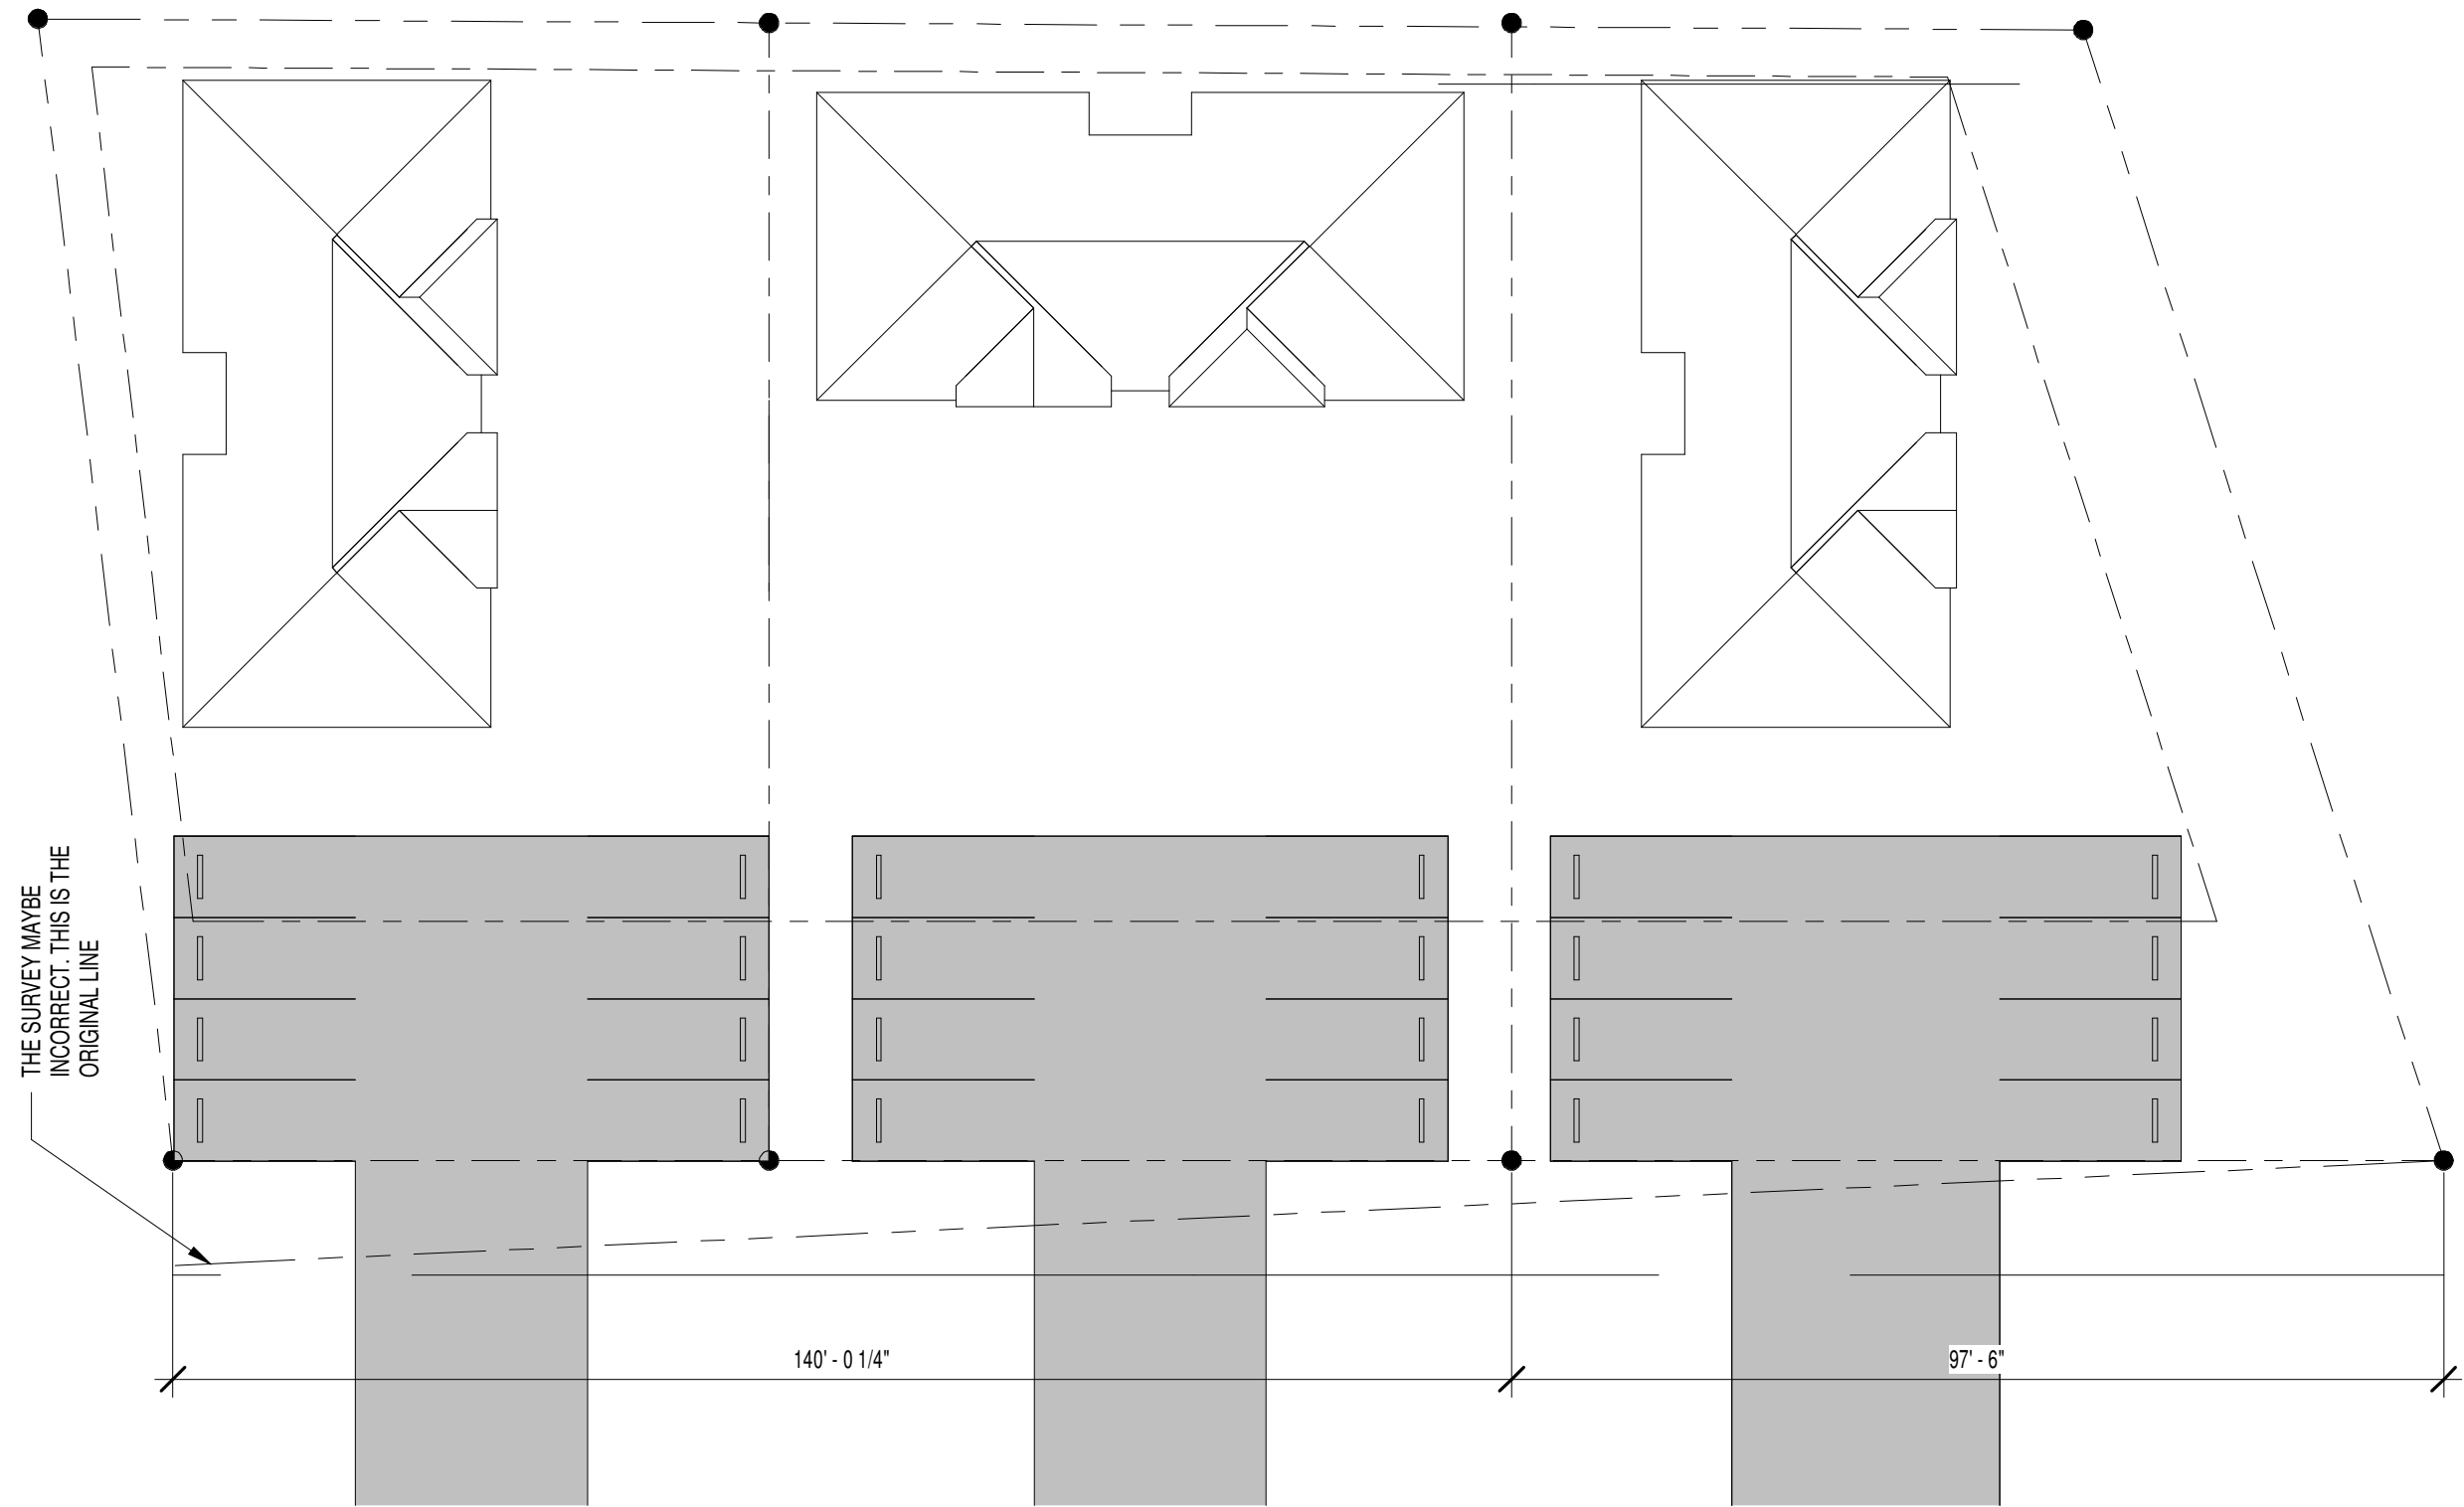 THE SURVEY MAYBE
INCORRECT. THIS IS THE
ORIGINAL LINE
140' - 0 1/4"
97' - 6"